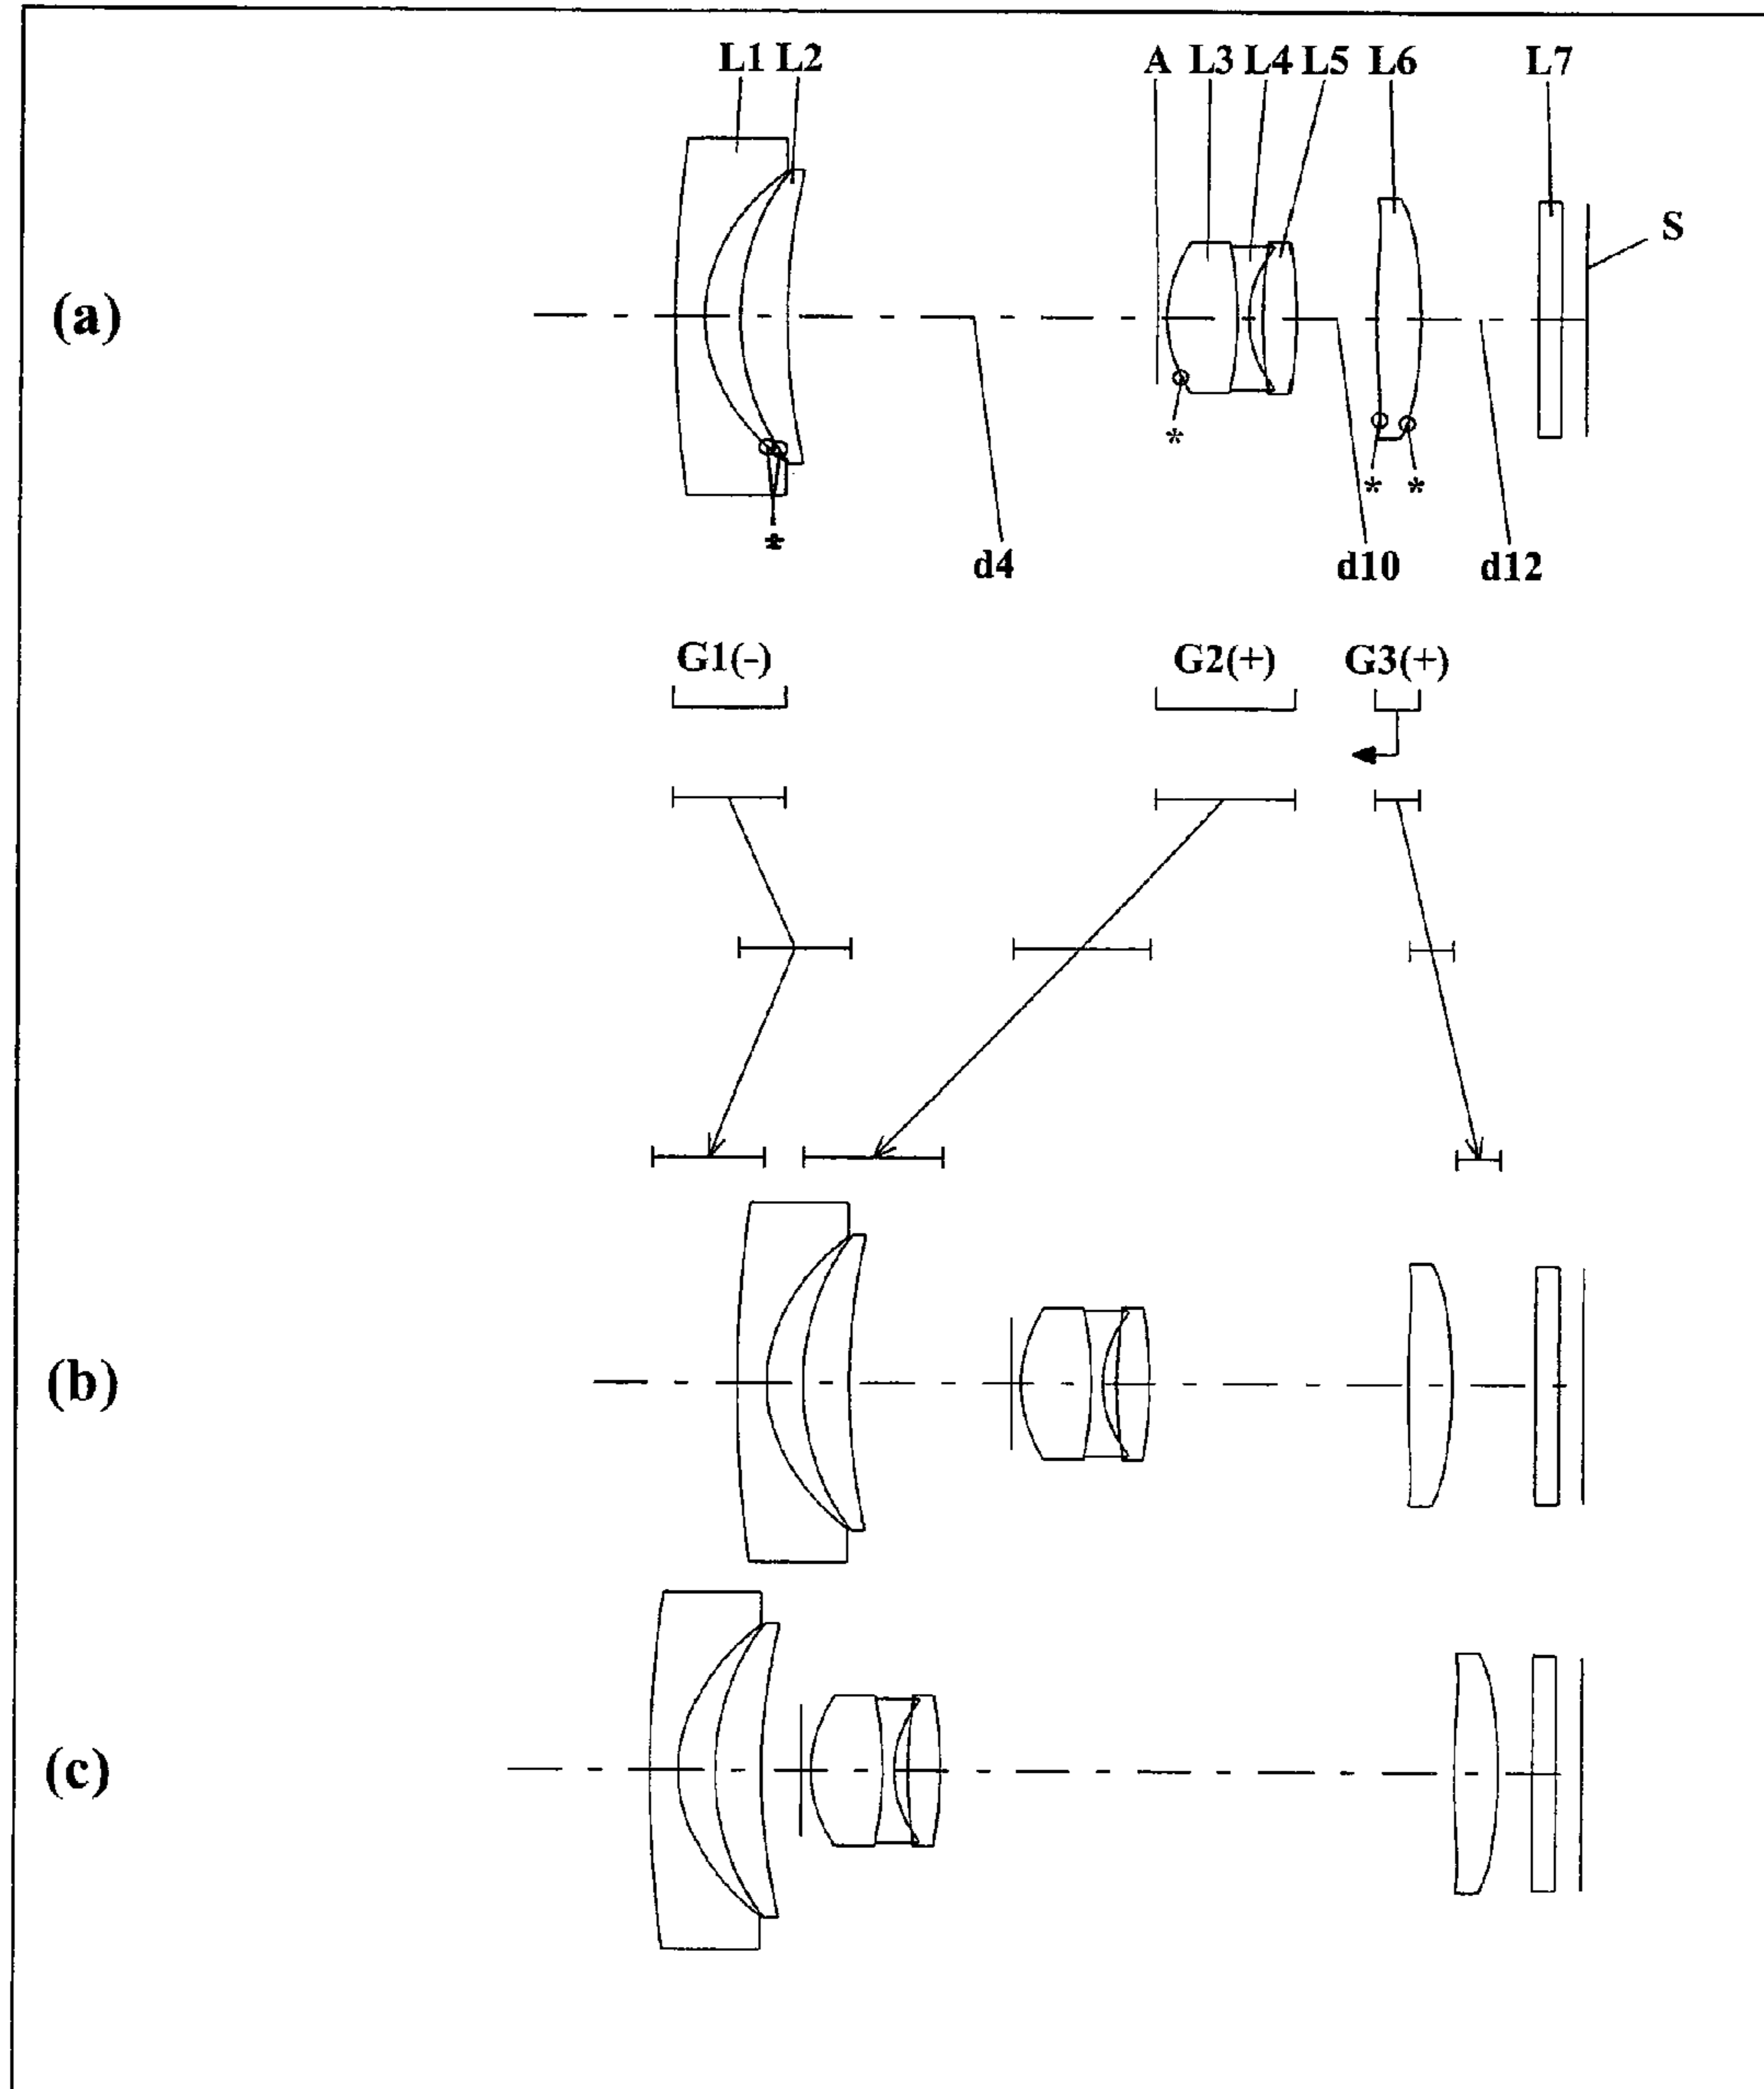 L1 L2 A L3 L4 L5 L6 L7
S
(a)
*
* *
*
d4 d10 d12
G1(-) G2(+) G3(+)
(b)
(c)